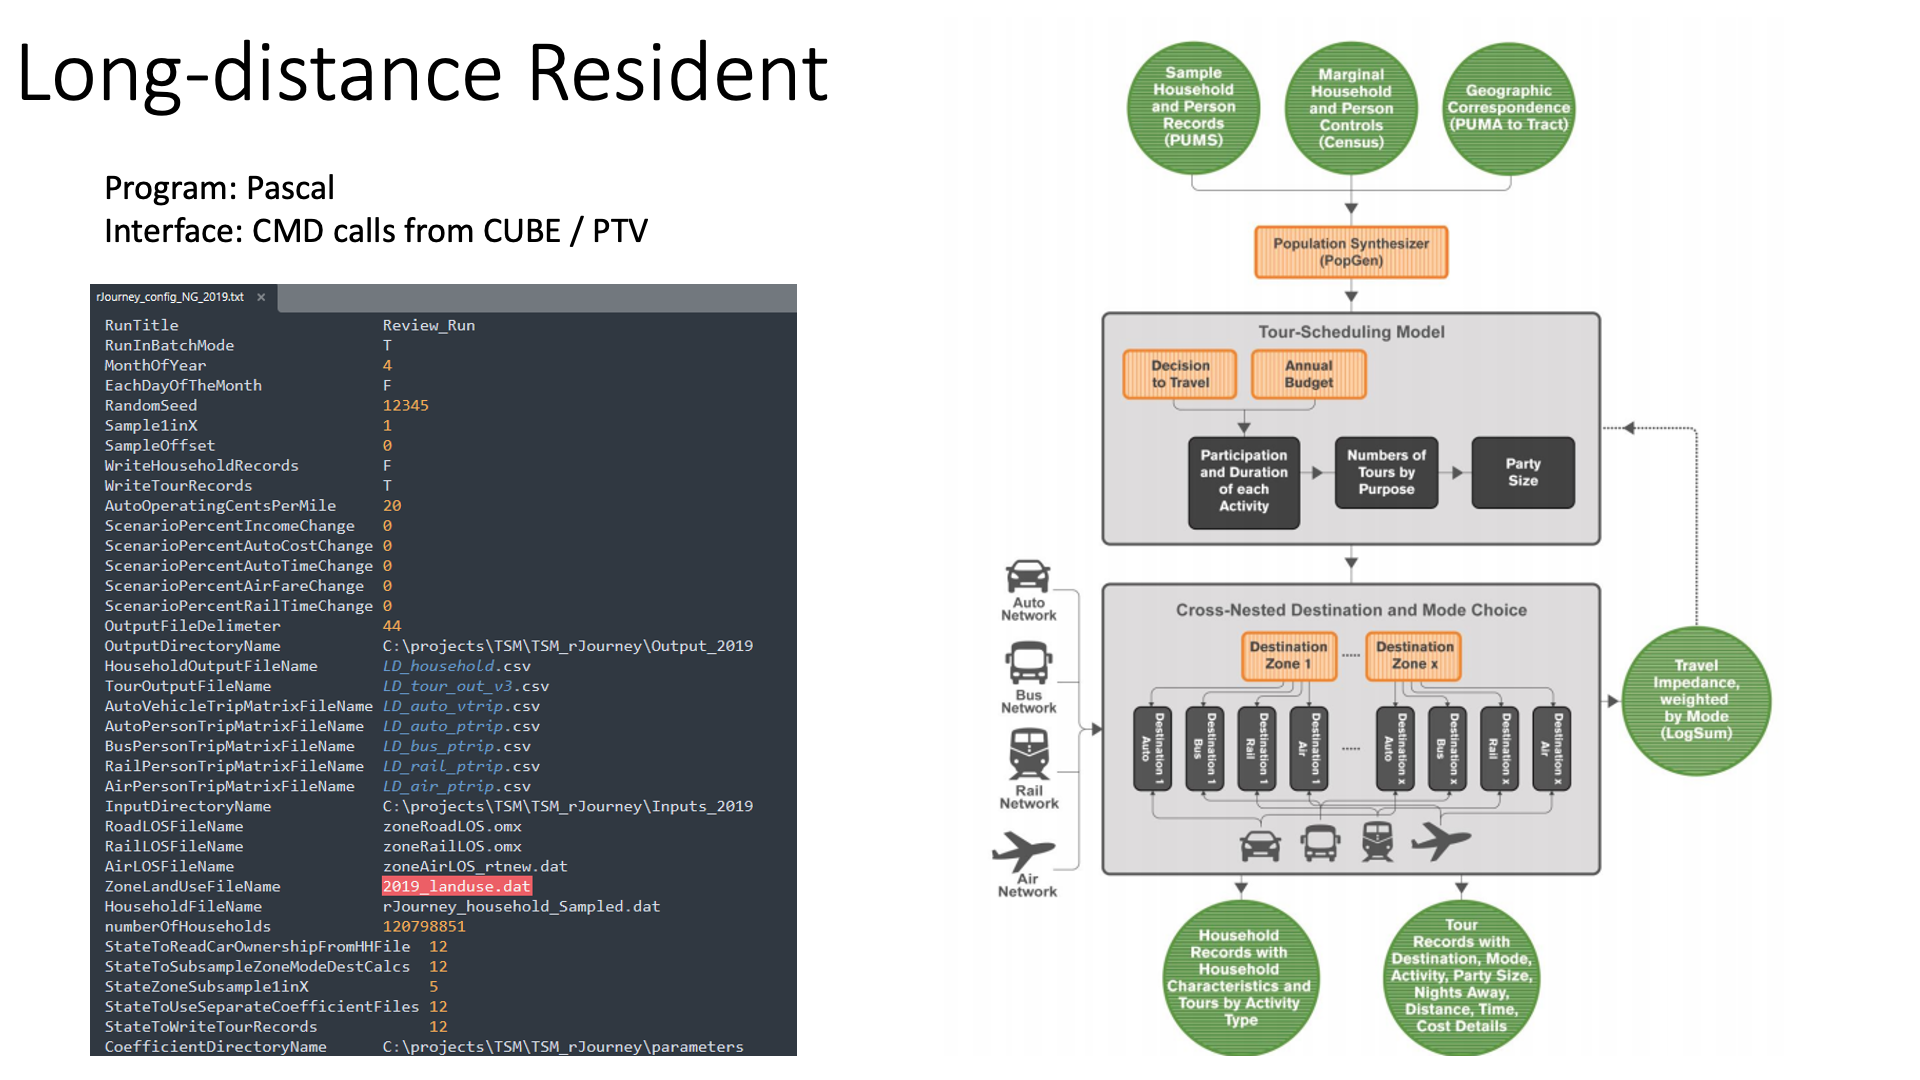 Long-distance Resident
Program: Pascal
Interface: CMD calls from CUBE / PTV
rJourney_config_NG_2019.txt ×
RunTitle Review_Run
RunInBatchMode T
MonthOfYear 4
EachDayOfTheMonth F
RandomSeed 12345
Sample1inX 1
SampleOffset 0
WriteHouseholdRecords F
WriteTourRecords T
AutoOperatingCentsPerMile 20
ScenarioPercentIncomeChange 0
ScenarioPercentAutoCostChange 0
ScenarioPercentAutoTimeChange 0
ScenarioPercentAirFareChange 0
ScenarioPercentRailTimeChange 0
OutputFileDelimeter 44
OutputDirectoryName C:\projects\TSM\TSM_rJourney\Output_2019
HouseholdOutputFileName LD_household.csv
TourOutputFileName LD_tour_out_v3.csv
AutoVehicleTripMatrixFileName LD_auto_vtrip.csv
AutoPersonTripMatrixFileName LD_auto_ptrip.csv
BusPersonTripMatrixFileName LD_bus_ptrip.csv
RailPersonTripMatrixFileName LD_rail_ptrip.csv
AirPersonTripMatrixFileName LD_air_ptrip.csv
InputDirectoryName C:\projects\TSM\TSM_rJourney\Inputs_2019
RoadLOSFileName zoneRoadLOS.omx
RailLOSFileName zoneRailLOS.omx
AirLOSFileName zoneAirLOS_rtnew.dat
ZoneLandUseFileName 2019_landuse.dat
HouseholdFileName rJourney_household_Sampled.dat
numberOfHouseholds 120798851
StateToReadCarOwnershipFromHHFile 12
StateToSubsampleZoneModeDestCalcs 12
StateZoneSubsample1inX 5
StateToUseSeparateCoefficientFiles 12
StateToWriteTourRecords 12
CoefficientDirectoryName C:\projects\TSM\TSM_rJourney\parameters
Sample
Household
and Person
Records
(PUMS)
Marginal
Household
and Person
Controls
(Census)
Geographic
Correspondence
(PUMA to Tract)
Population Synthesizer
(PopGen)
Tour-Scheduling Model
Decision
to Travel
Annual
Budget
Participation
and Duration
of each
Activity
Numbers of
Tours by
Purpose
Party
Size
Auto
Network
Bus
Network
Rail
Network
Air
Network
Cross-Nested Destination and Mode Choice
Destination
Zone 1
.....
Destination
Zone x
Destination 1
Auto
Destination 1
Bus
Destination 1
Rail
Destination 1
Air
.....
Destination x
Auto
Destination x
Bus
Destination x
Rail
Destination x
Air
Travel
Impedance,
weighted
by Mode
(LogSum)
Household
Records with
Household
Characteristics and
Tours by Activity
Type
Tour
Records with
Destination, Mode,
Activity, Party Size,
Nights Away,
Distance, Time,
Cost Details